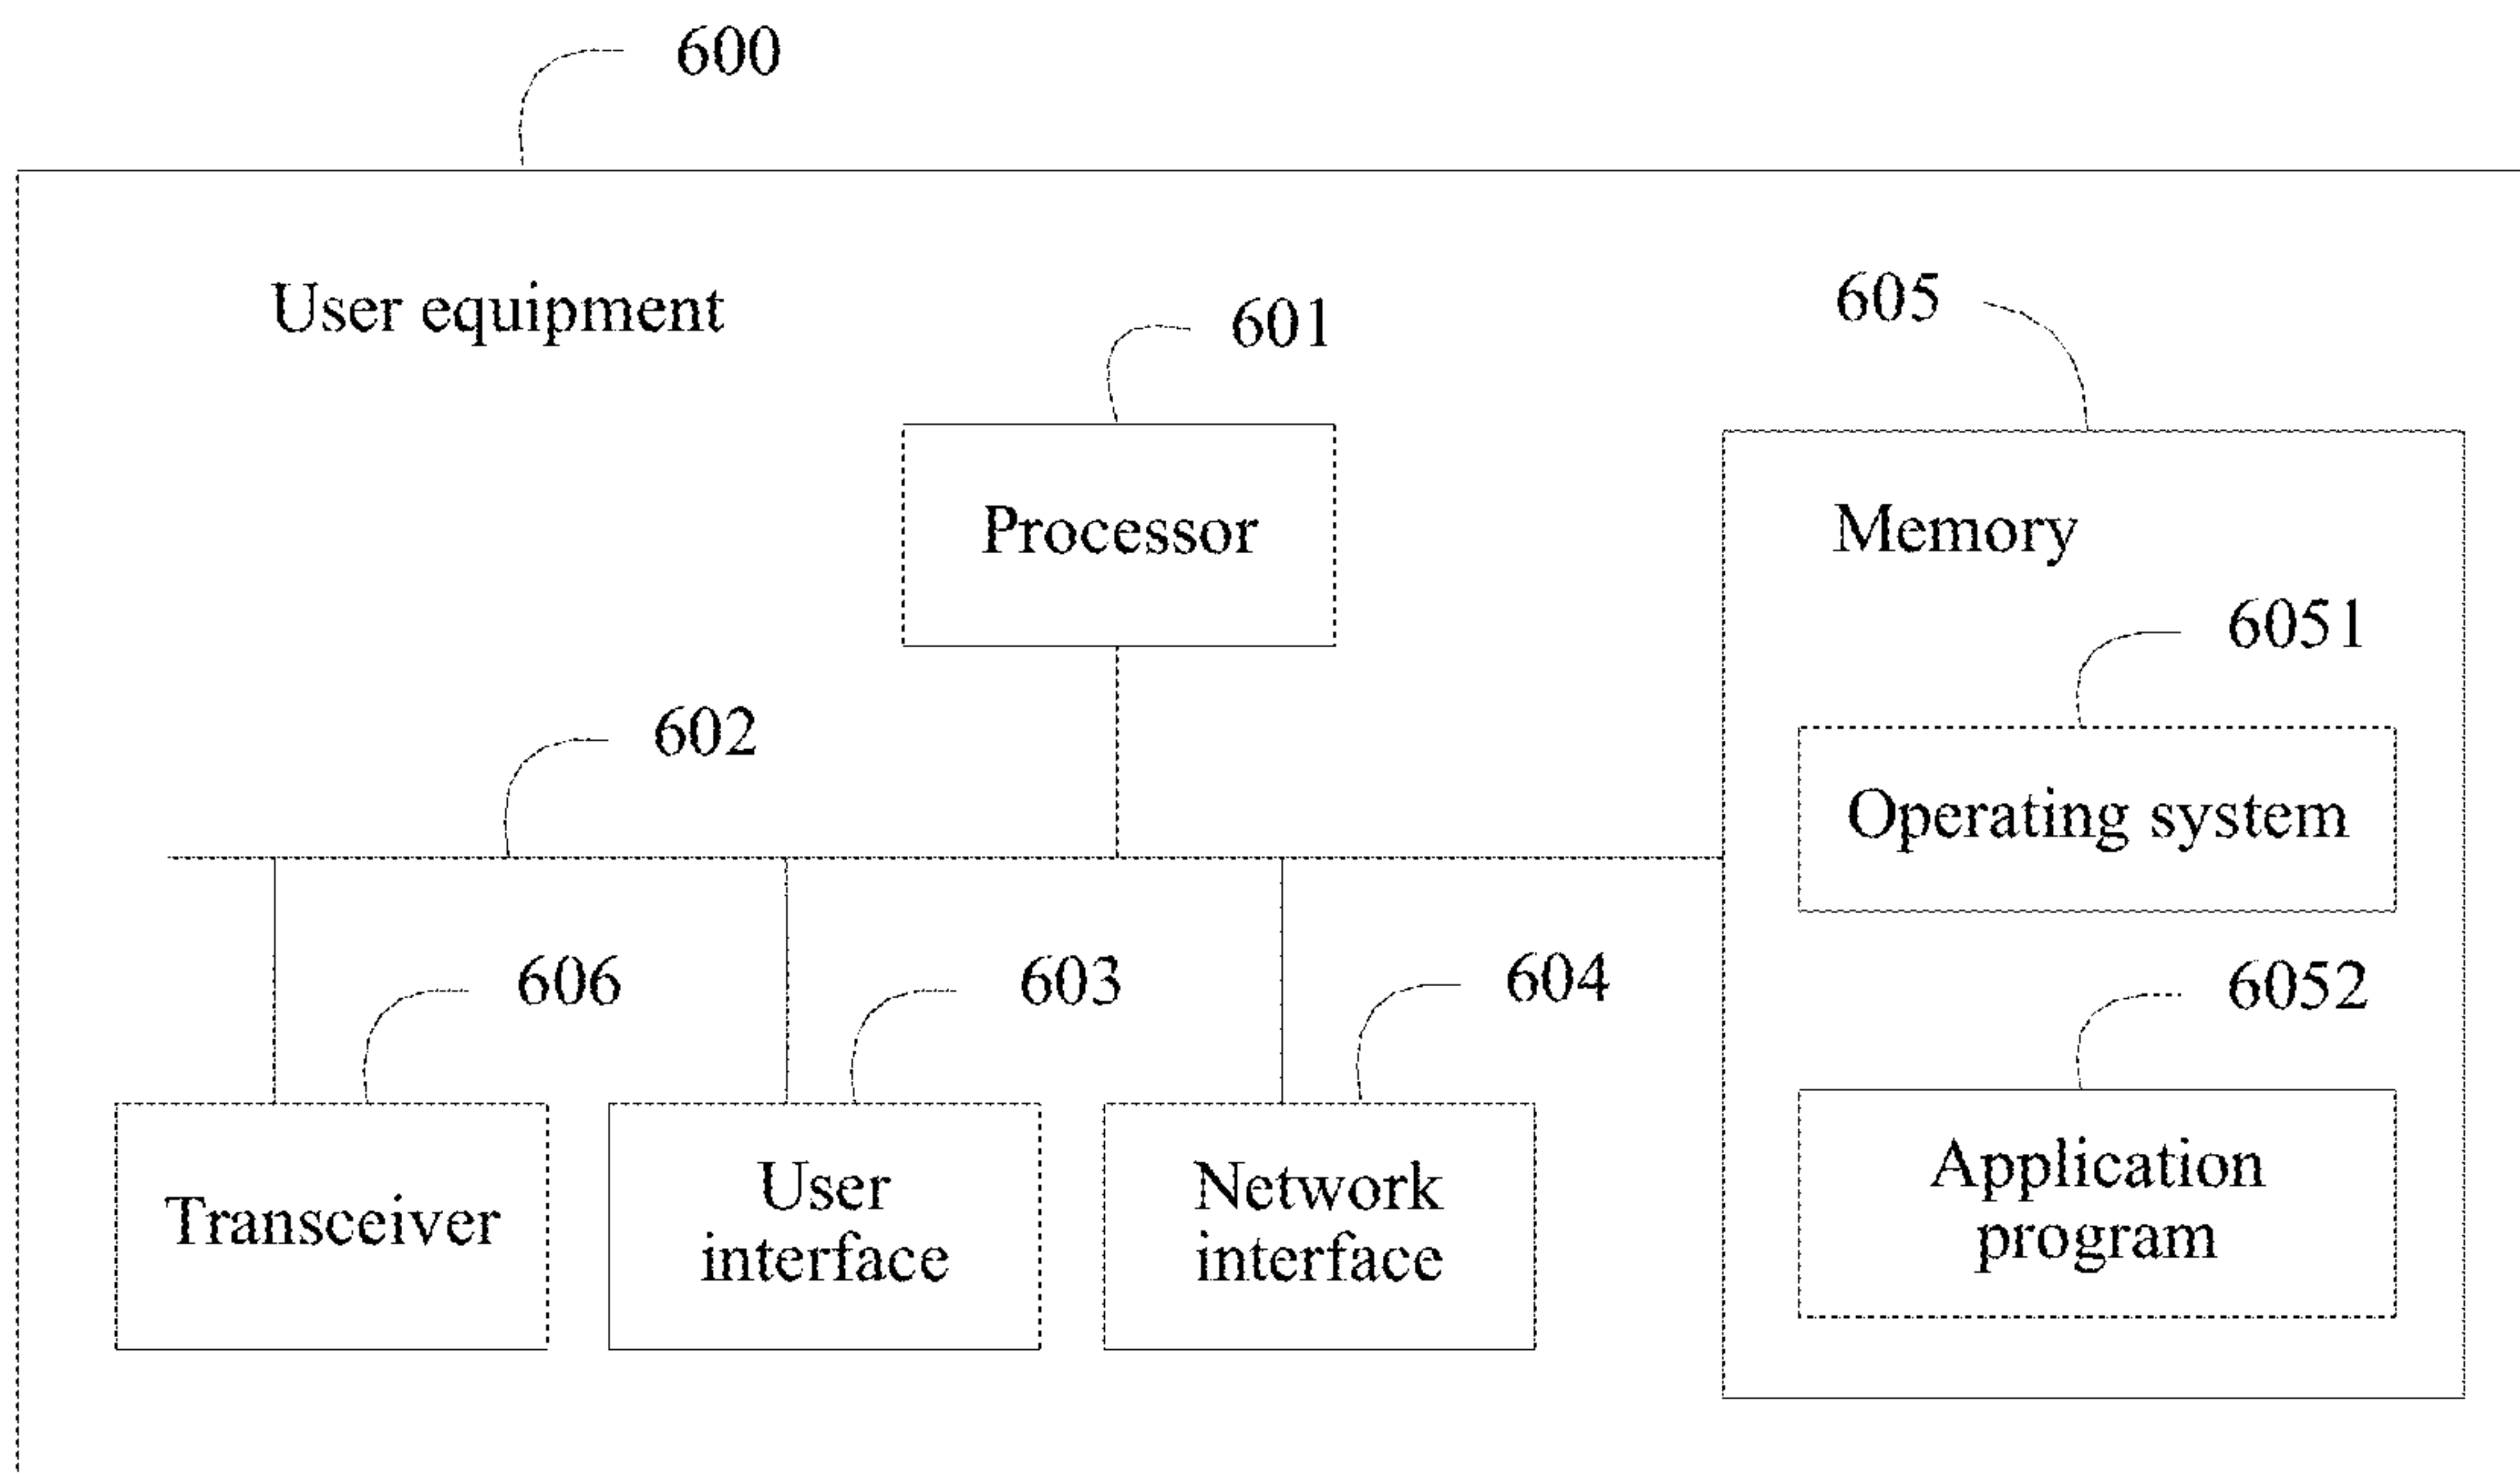 600
User equipment
601
605
Processor
Memory
6051
602
Operating system
606
603
604
6052
Transceiver
User
interface
Network
interface
Application
program